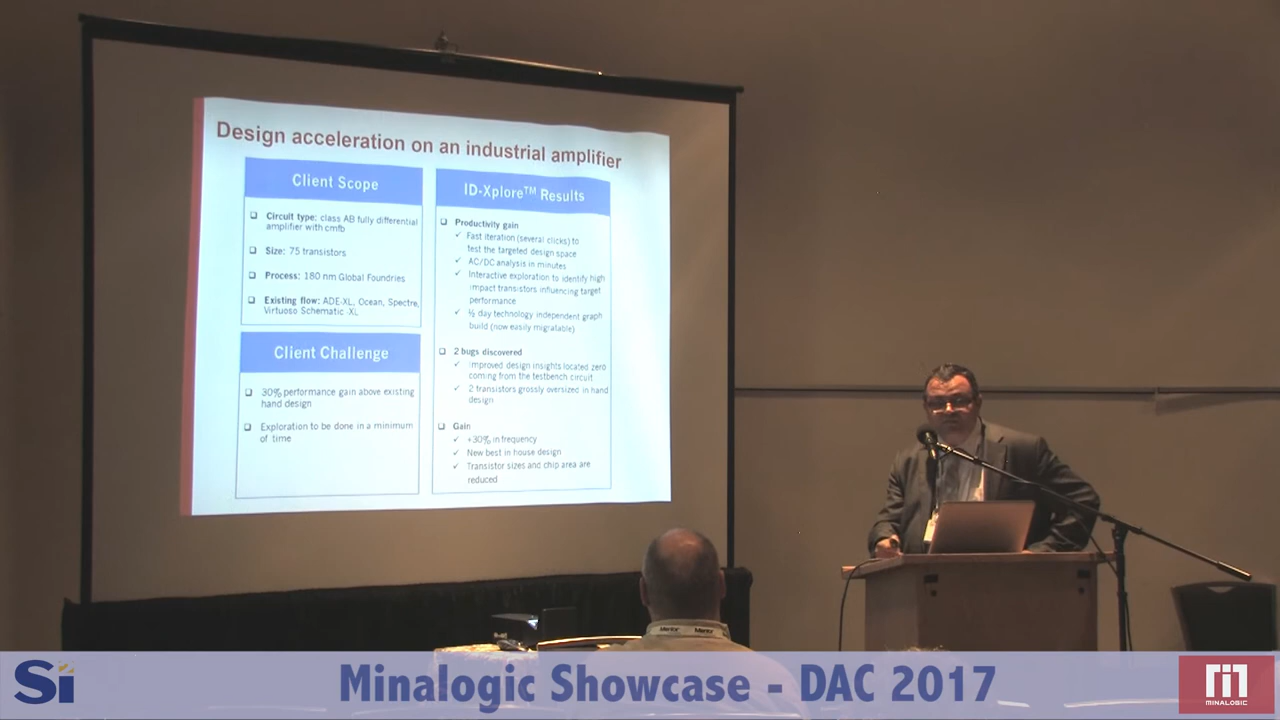 Design acceleration on an industrial amplifier
Client Scope
Circuit type: class AB fully differential
amplifier with cmfb
Size: 75 transistors
Process: 180 nm Global Foundries
Existing flow: ADE-XL, Ocean, Spectre,
Virtuoso Schematic -XL
Client Challenge
30% performance gain above existing
hand design
Exploration to be done in a minimum
of time
ID-Xplore™ Results
Productivity gain
Fast iteration (several clicks) to
test the targeted design space
AC/DC analysis in minutes
Interactive exploration to identify high
impact transistors influencing target
performance
½ day technology independent graph
build (now easily migratable)
2 bugs discovered
Improved design insights located zero
coming from the testbench circuit
2 transistors grossly oversized in hand
design
Gain
+30% in frequency
New best in house design
Transistor sizes and chip area are
reduced
Mentor Mentor
Si
Minalogic Showcase - DAC 2017
MINALOGIC